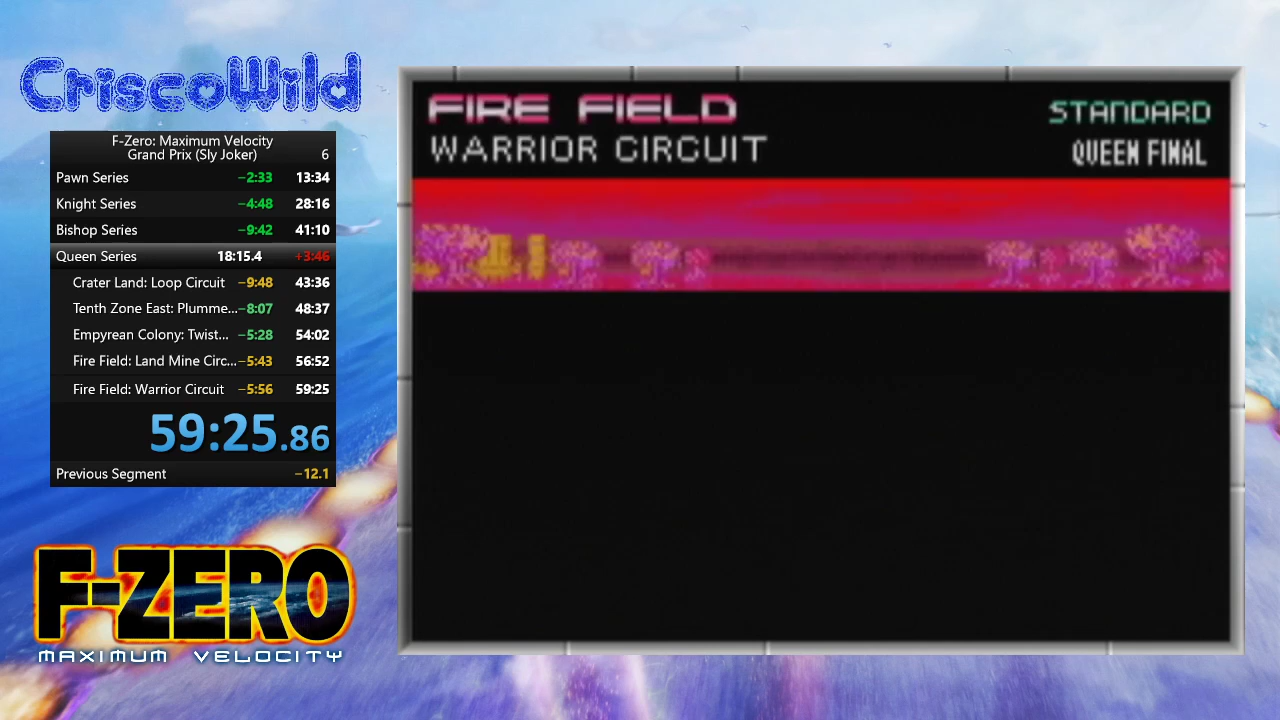 CriscoWild
F-Zero: Maximum Velocity
Grand Prix (Sly Joker) 6
Pawn Series −2:33 13:34
Knight Series −4:48 28:16
Bishop Series −9:42 41:10
Queen Series 18:15.4 +3:46
Crater Land: Loop Circuit −9:48 43:36
Tenth Zone East: Plumme... −8:07 48:37
Empyrean Colony: Twist... −5:28 54:02
Fire Field: Land Mine Circ... −5:43 56:52
Fire Field: Warrior Circuit −5:56 59:25
59:25.86
Previous Segment −12.1
F-ZERO
MAXIMUM VELOCITY
FIRE FIELD STANDARD
WARRIOR CIRCUIT QUEEN FINAL